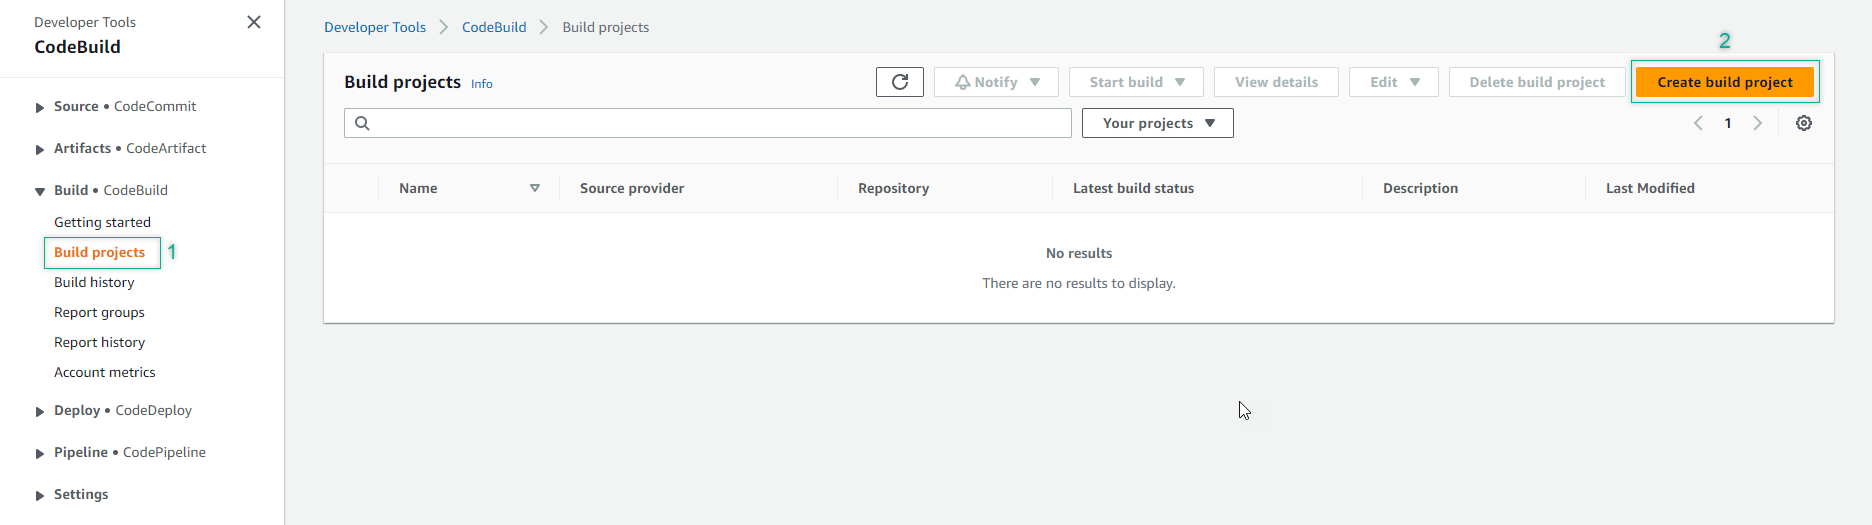 Developer Tools
CodeBuild
Source • CodeCommit
Artifacts • CodeArtifact
Build • CodeBuild
Getting started
Build projects 1
Build history
Report groups
Report history
Account metrics
Deploy • CodeDeploy
Pipeline • CodePipeline
Settings
Developer Tools CodeBuild Build projects
2
Build projects Info Notify Start build View details Edit Delete build project Create build project
Your projects 1
Name Source provider Repository Latest build status Description Last Modified
No results
There are no results to display.